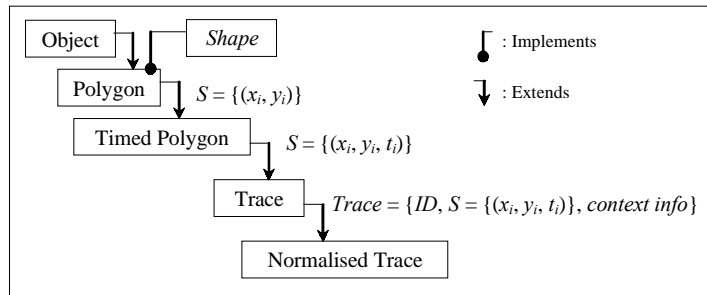 Object
Shape
: Implements
Polygon
S = {(xi, yi)}
: Extends
Timed Polygon
S = {(xi, yi, ti)}
Trace
Trace = {ID, S = {(xi, yi, ti)}, context info}
Normalised Trace